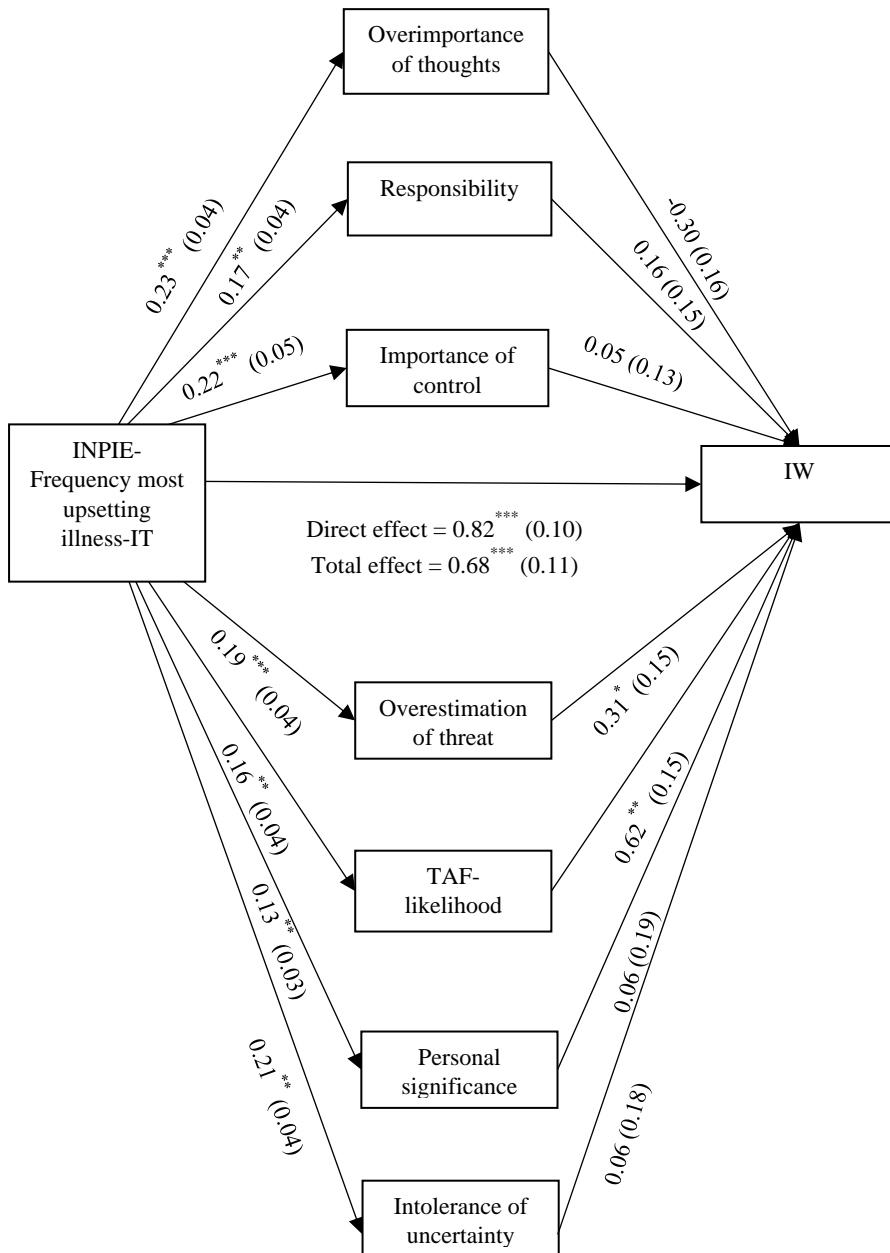 Overimportance
of thoughts
Responsibility
Importance of
control
INPIE-
Frequency most
upsetting
illness-IT
IW
Overestimation
of threat
TAF-
likelihood
Personal
significance
Intolerance of
uncertainty
0.23*** (0.04)
0.17** (0.04)
0.22*** (0.05)
-0.30 (0.16)
0.16 (0.15)
0.05 (0.13)
Direct effect = 0.82*** (0.10)
Total effect = 0.68*** (0.11)
0.19*** (0.04)
0.16** (0.04)
0.13** (0.03)
0.21** (0.04)
0.31* (0.15)
0.62** (0.15)
0.06 (0.19)
0.06 (0.18)